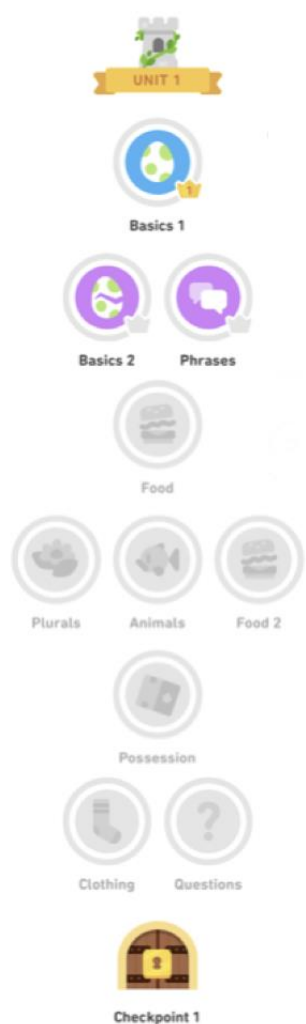 UNIT 1
1
Basics 1
Basics 2 Phrases
Food
Plurals Animals Food 2
Possession
?
Clothing Questions
Checkpoint 1